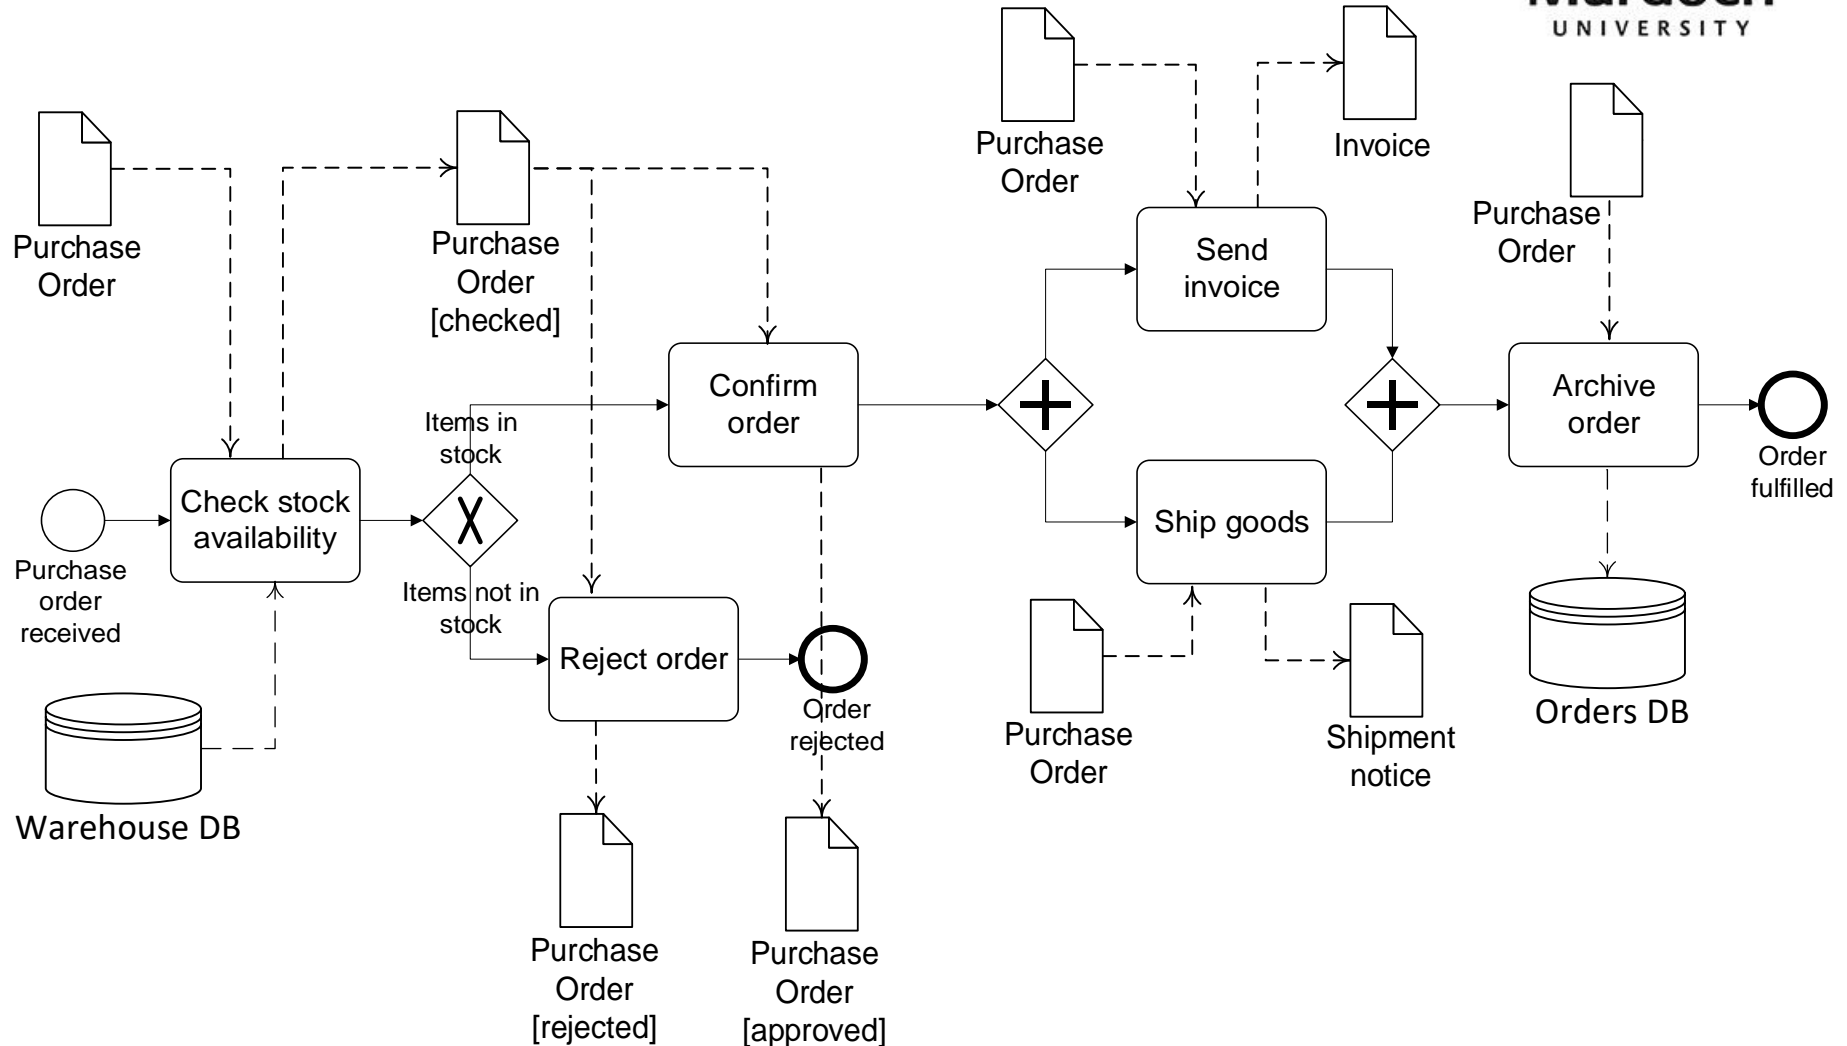 UNIVERSITY
Purchase
Order
Invoice
Purchase
Order
Purchase
Order
[checked]
Purchase
Order
Send
invoice
Confirm
order
Archive
order
Items in
stock
Order
fulfilled
Check stock
availability
X
Ship goods
Purchase
order
received
Items not in
stock
Reject order
Order
rejected
Purchase
Order
Shipment
notice
Orders DB
Warehouse DB
Purchase
Order
[rejected]
Purchase
Order
[approved]